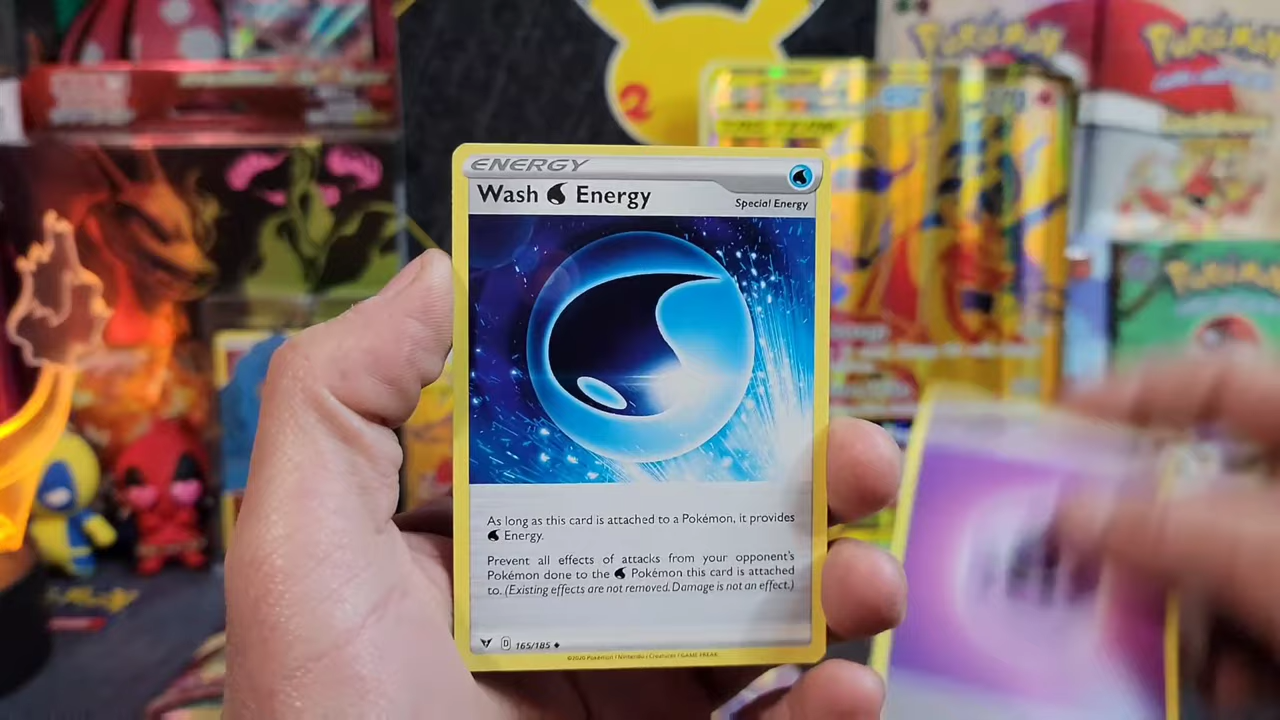 Pokémon
Pokémon
ENERGY
Wash Energy
Special Energy
Pokémon
As long as this card is attached to a Pokémon, it provides
Energy.
Prevent all effects of attacks from your opponent's
Pokémon done to the Pokémon this card is attached
to. (Existing effects are not removed. Damage is not an effect.)
D 165/185
©2020 Pokémon / Nintendo / Creatures / GAME FREAK